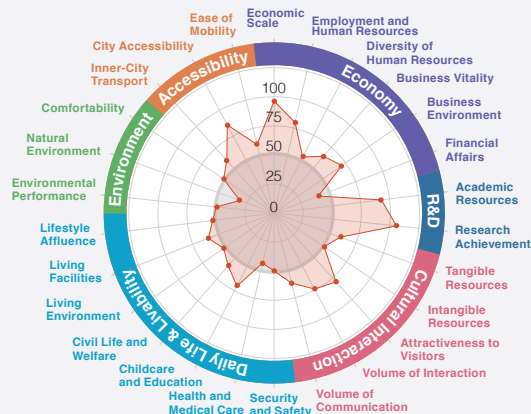 Economic
Scale
Employment and
Human Resources
Diversity of
Human Resources
Business Vitality
Business
Environment
Financial
Affairs
Academic
Resources
Research
Achievement
Tangible
Resources
Intangible
Resources
Attractiveness to
Visitors
Volume of Interaction
Volume of
Communication
Security
and Safety
Health and
Medical Care
Childcare
and Education
Civil Life and
Welfare
Living
Environment
Living
Facilities
Lifestyle
Affluence
Environmental
Performance
Natural
Environment
Comfortability
Inner-City
Transport
City Accessibility
Ease of
Mobility
Economy
R&D
Cultural Interaction
Daily Life & Livability
Environment
Accessibility
100
75
50
25
0